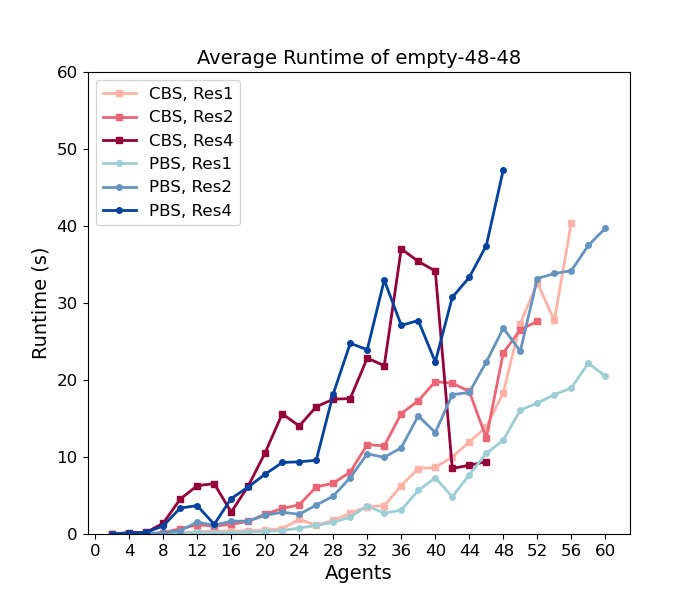 Average Runtime of empty-48-48
60
50
40
30
20
10
0
Runtime (s)
CBS, Res1
CBS, Res2
CBS, Res4
PBS, Res1
PBS, Res2
PBS, Res4
0 4 8 12 16 20 24 28 32 36 40 44 48 52 56 60
Agents